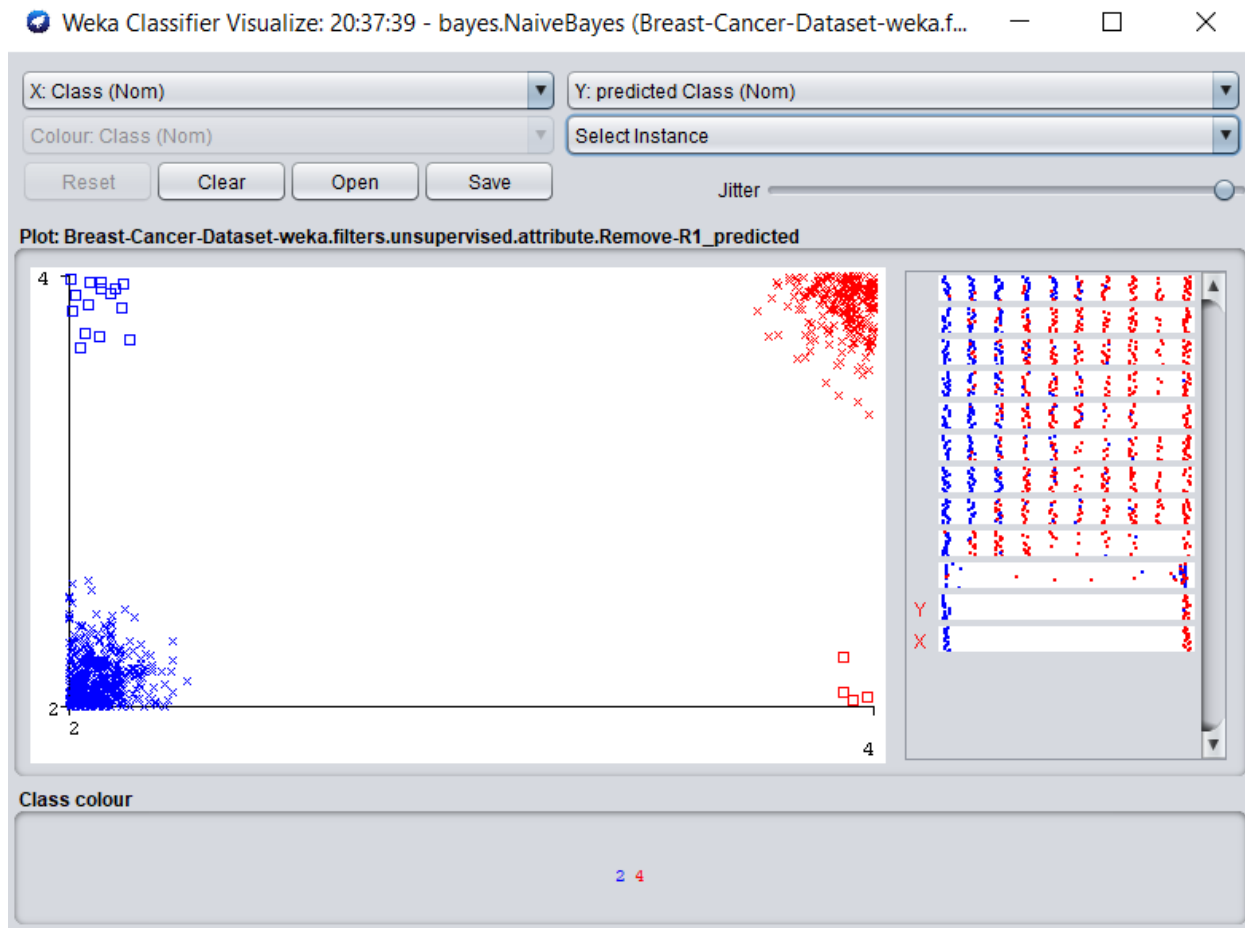 Weka Classifier Visualize: 20:37:39 - bayes.NaiveBayes (Breast-Cancer-Dataset-weka.f...
X: Class (Nom)
Y: predicted Class (Nom)
Colour: Class (Nom)
Select Instance
Reset
Clear
Open
Save
Jitter
Plot: Breast-Cancer-Dataset-weka.filters.unsupervised.attribute.Remove-R1_predicted
4
2
2
4
Y
X
Class colour
2 4